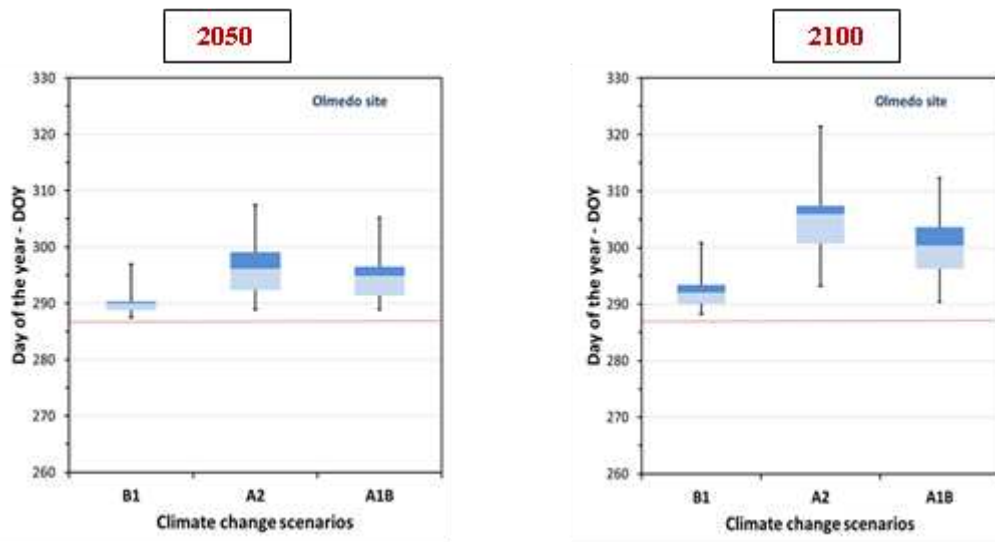 2050
330
320
310
300
290
280
270
260
Day of the year - DOY
Olmedo site
B1 A2 A1B
Climate change scenarios
2100
330
320
310
300
290
280
270
260
Day of the year - DOY
Olmedo site
B1 A2 A1B
Climate change scenarios